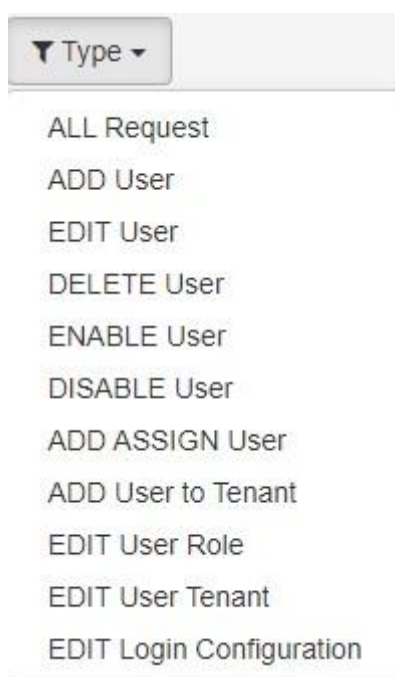 Type
ALL Request
ADD User
EDIT User
DELETE User
ENABLE User
DISABLE User
ADD ASSIGN User
ADD User to Tenant
EDIT User Role
EDIT User Tenant
EDIT Login Configuration